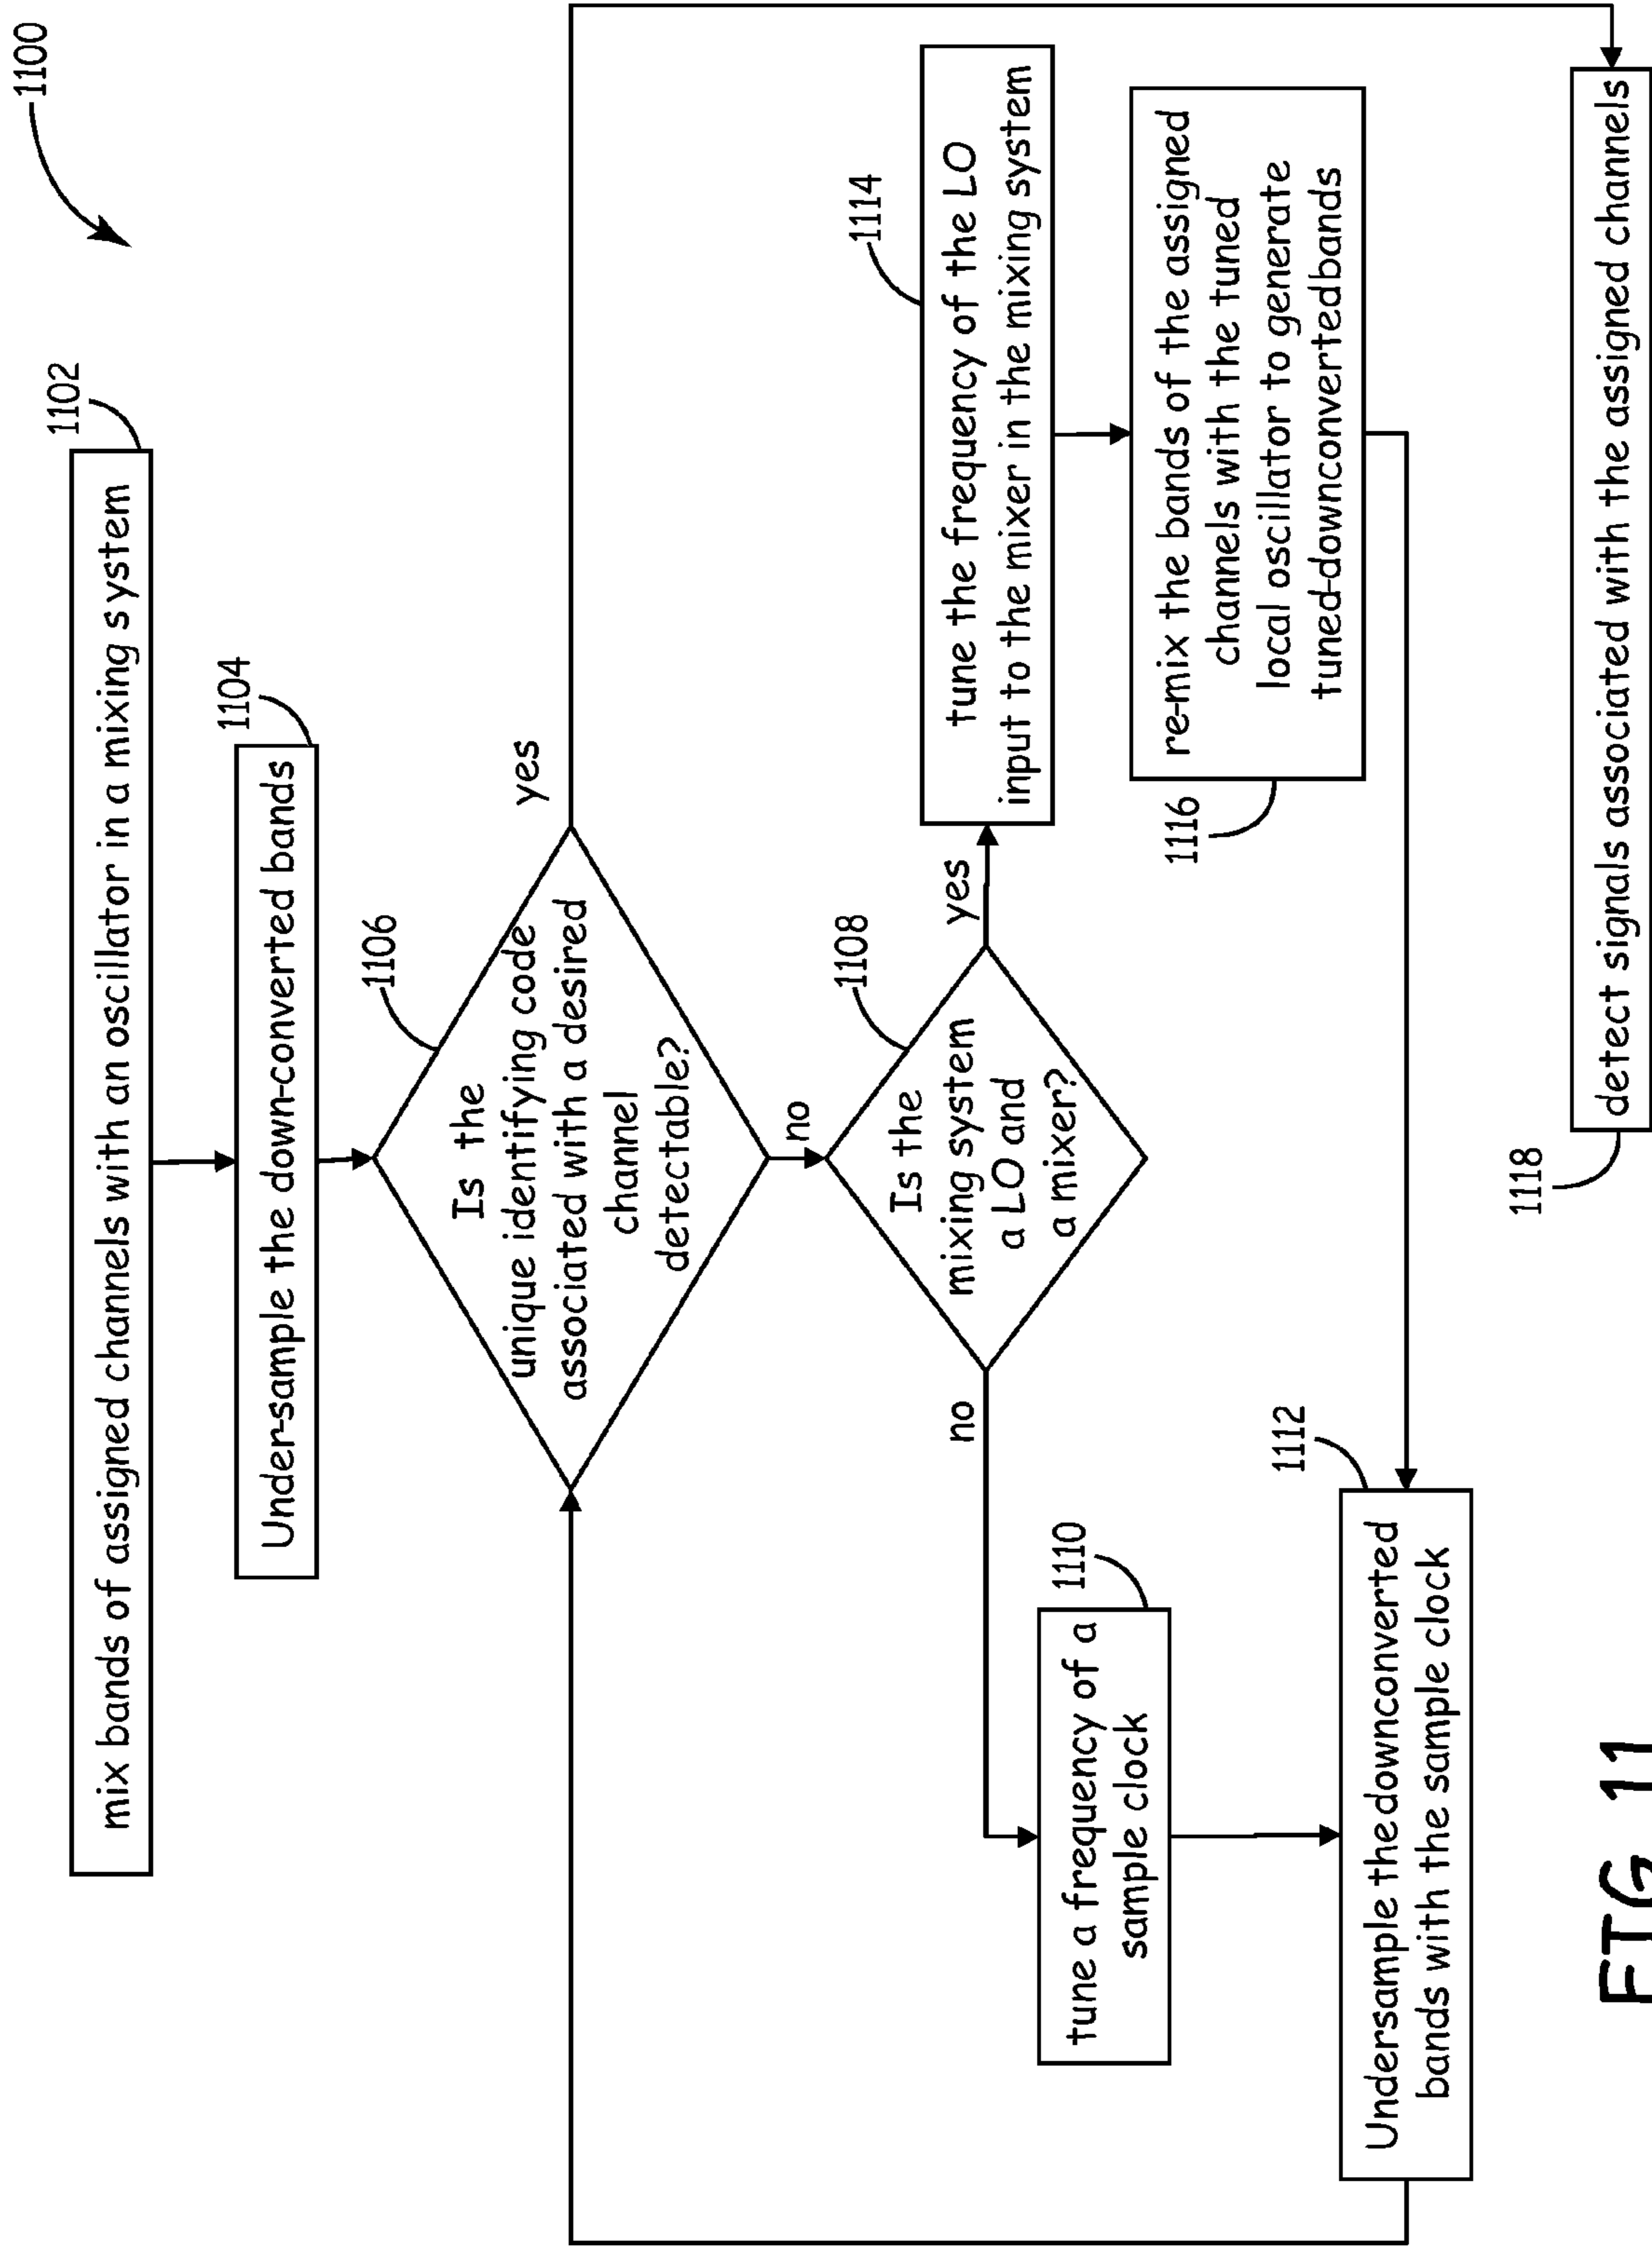 1100
1102
mix bands of assigned channels with an oscillator in a mixing system
1104
Under-sample the down-converted bands
1106
Is the
unique identifying code
associated with a desired
channel
detectable?
yes
no
1108
Is the
mixing system
a LO and
a mixer?
yes
no
1114
tune the frequency of the LO
input to the mixer in the mixing system
1110
tune a frequency of a
sample clock
1116
re-mix the bands of the assigned
channels with the tuned
local oscillator to generate
tuned-downconverted bands
1112
Undersample the downconverted
bands with the sample clock
1118
detect signals associated with the assigned channels
FIG 11